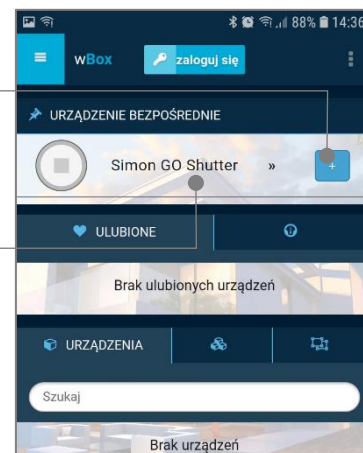 88% 14:36
wBox zaloguj się
URZĄDZENIE BEZPOŚREDNIE
Simon GO Shutter » +
ULUBIONE
Brak ulubionych urządzeń
URZĄDZENIA
Szukaj
Brak urządzeń